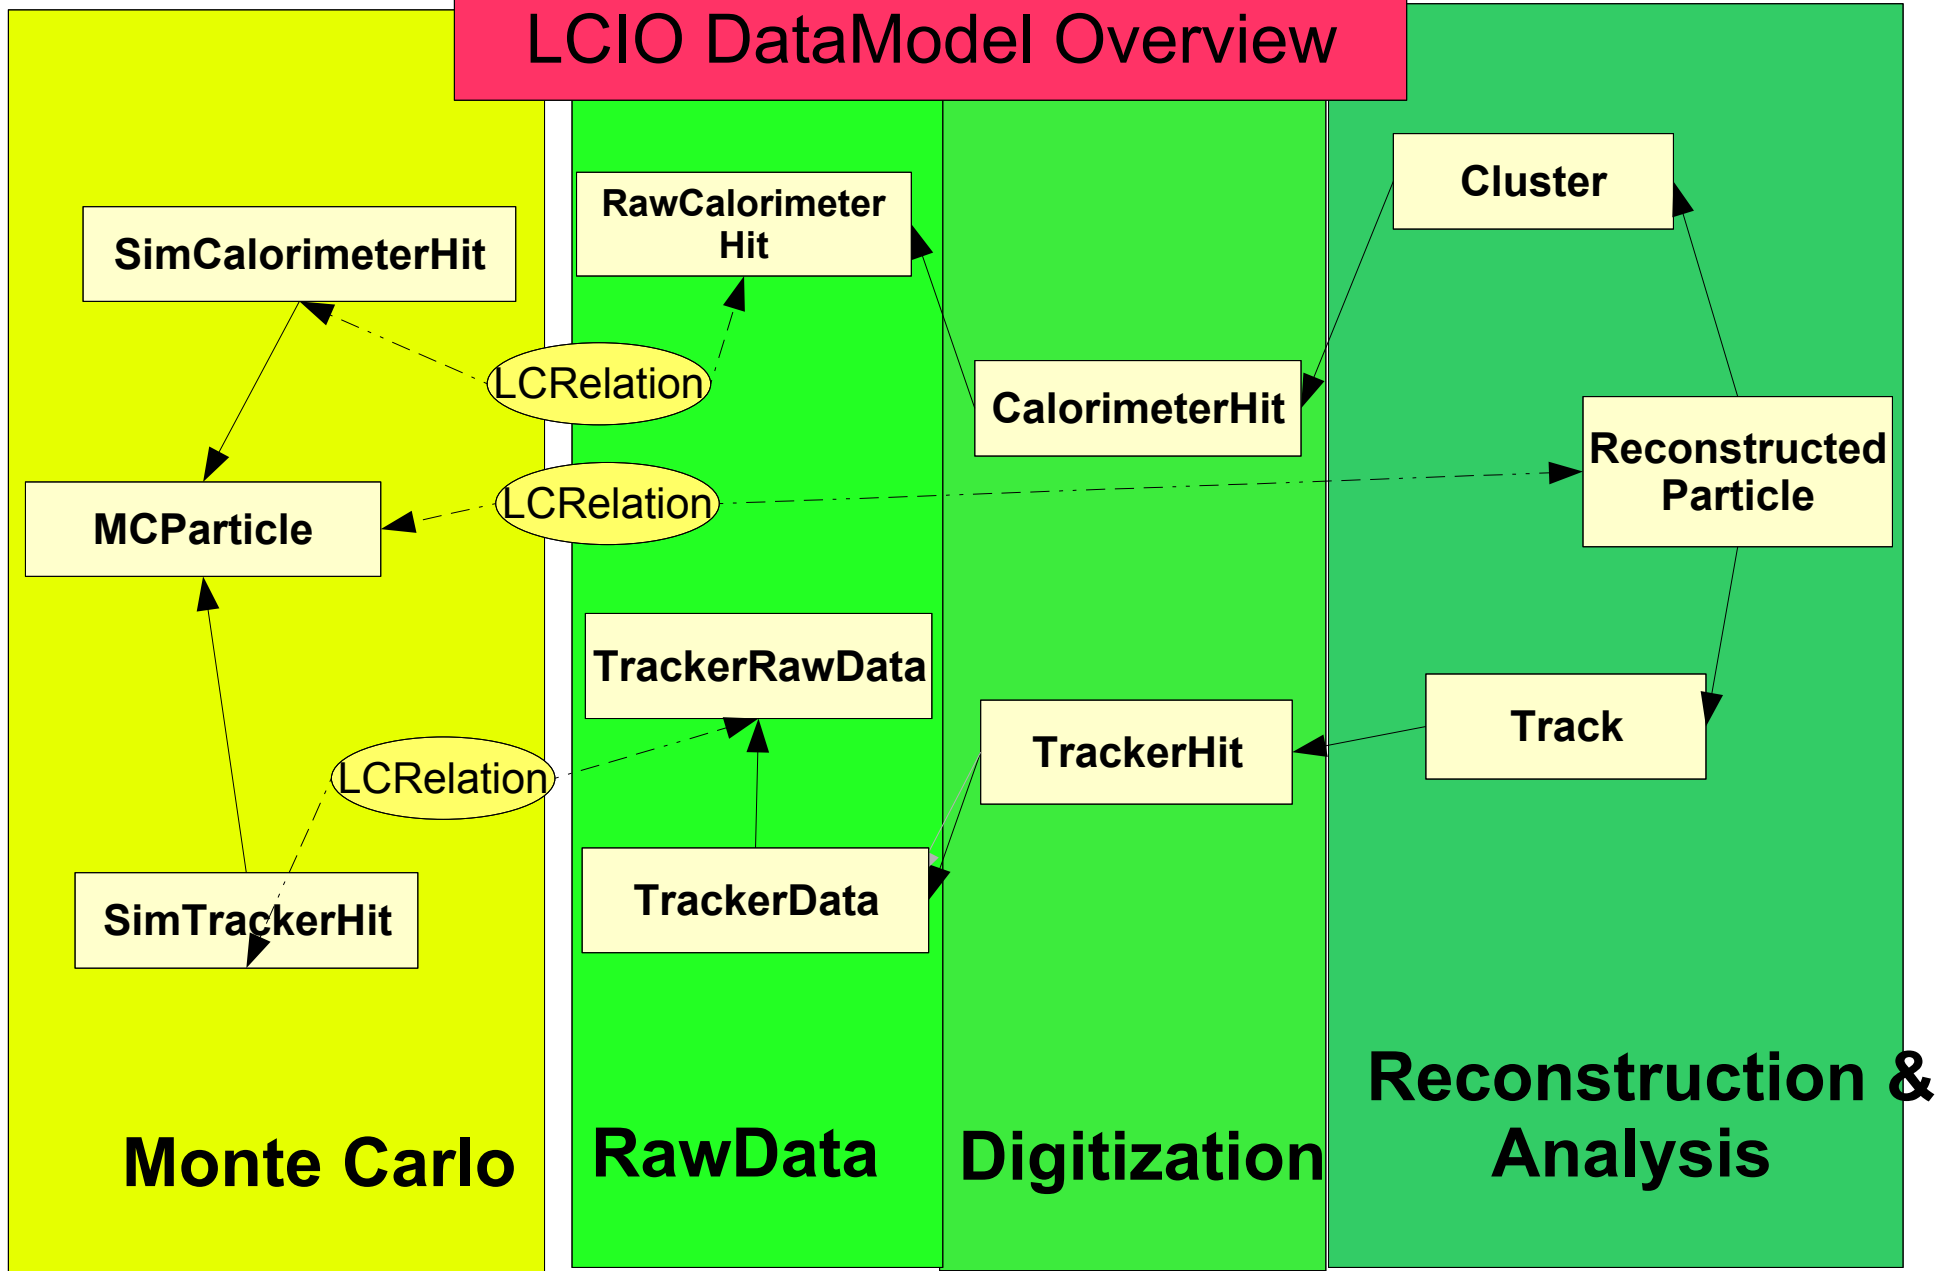 LCIO DataModel Overview
SimCalorimeterHit
LCRelation
MCParticle
LCRelation
LCRelation
SimTrackerHit
Monte Carlo
RawCalorimeter
Hit
TrackerRawData
TrackerData
RawData
CalorimeterHit
TrackerHit
Digitization
Cluster
Reconstructed
Particle
Track
Reconstruction &
Analysis